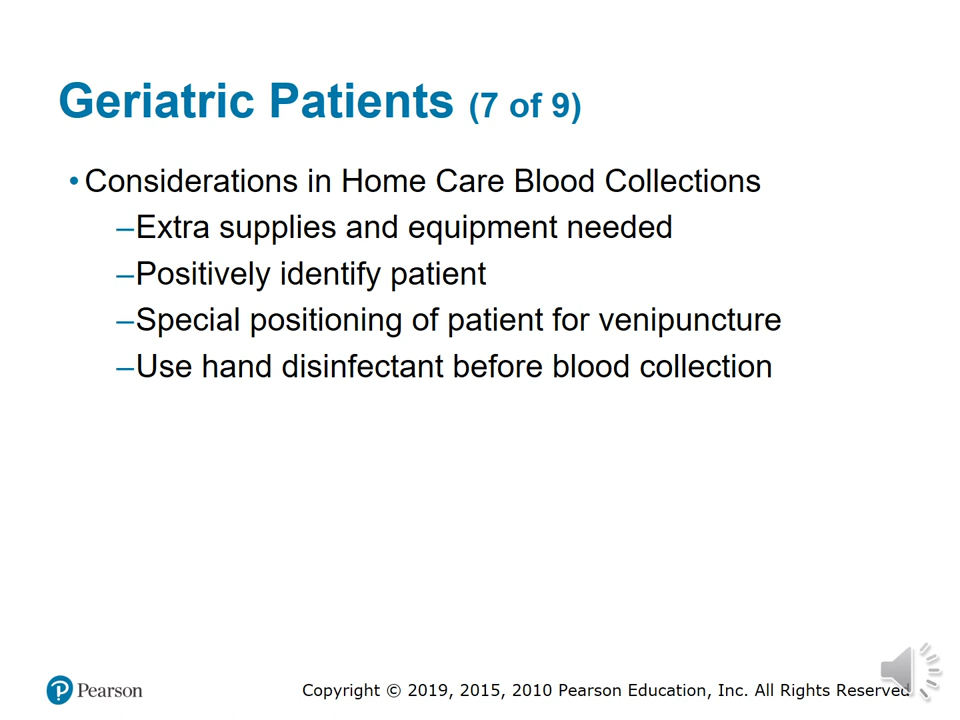 Geriatric Patients (7 of 9)
• Considerations in Home Care Blood Collections
–Extra supplies and equipment needed
–Positively identify patient
–Special positioning of patient for venipuncture
–Use hand disinfectant before blood collection
Pearson
Copyright © 2019, 2015, 2010 Pearson Education, Inc. All Rights Reserved